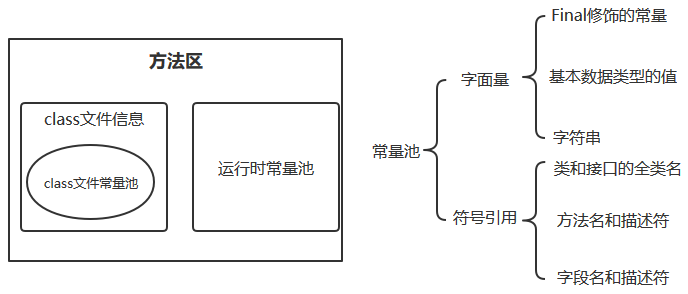 方法区
class文件信息
class文件常量池
运行时常量池
常量池
字面量
Final修饰的常量
基本数据类型的值
字符串
符号引用
类和接口的全类名
方法名和描述符
字段名和描述符